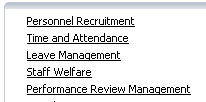 Personnel Recruitment
Time and Attendance
Leave Management
Staff Welfare
Performance Review Management